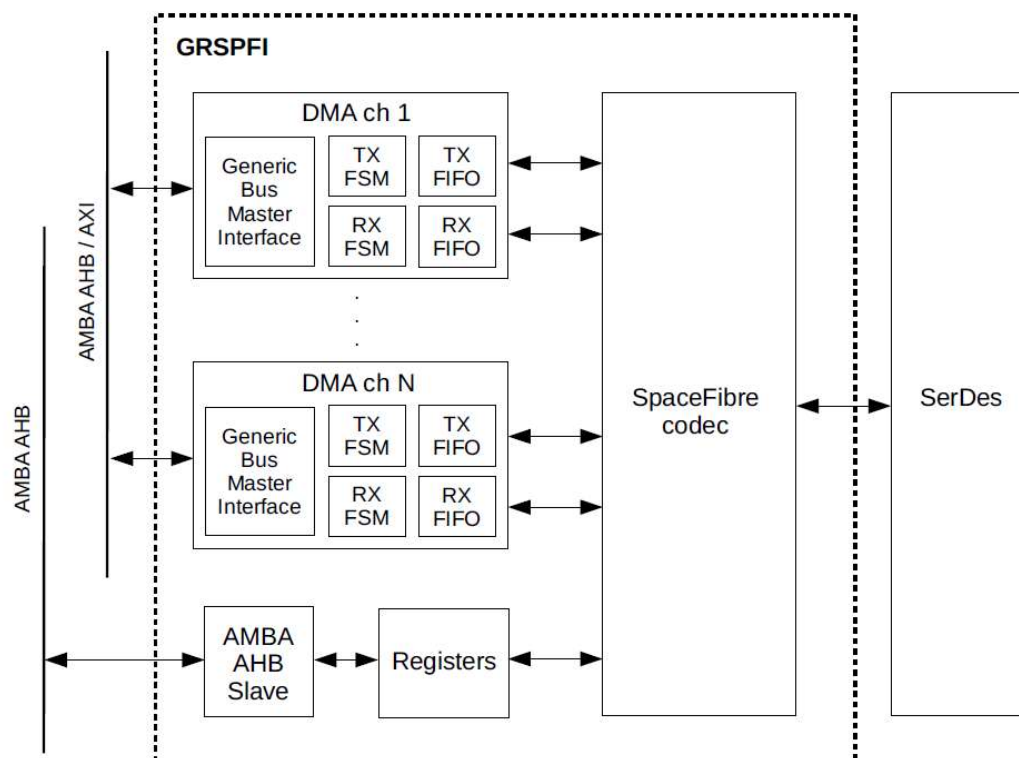 GRSPFI
DMA ch 1
Generic
Bus
Master
Interface
TX
FSM
TX
FIFO
RX
FSM
RX
FIFO
AMBA AHB / AXI
.
.
.
DMA ch N
Generic
Bus
Master
Interface
TX
FSM
TX
FIFO
RX
FSM
RX
FIFO
SpaceFibre
codec
SerDes
AMBA AHB
AMBA
AHB
Slave
Registers